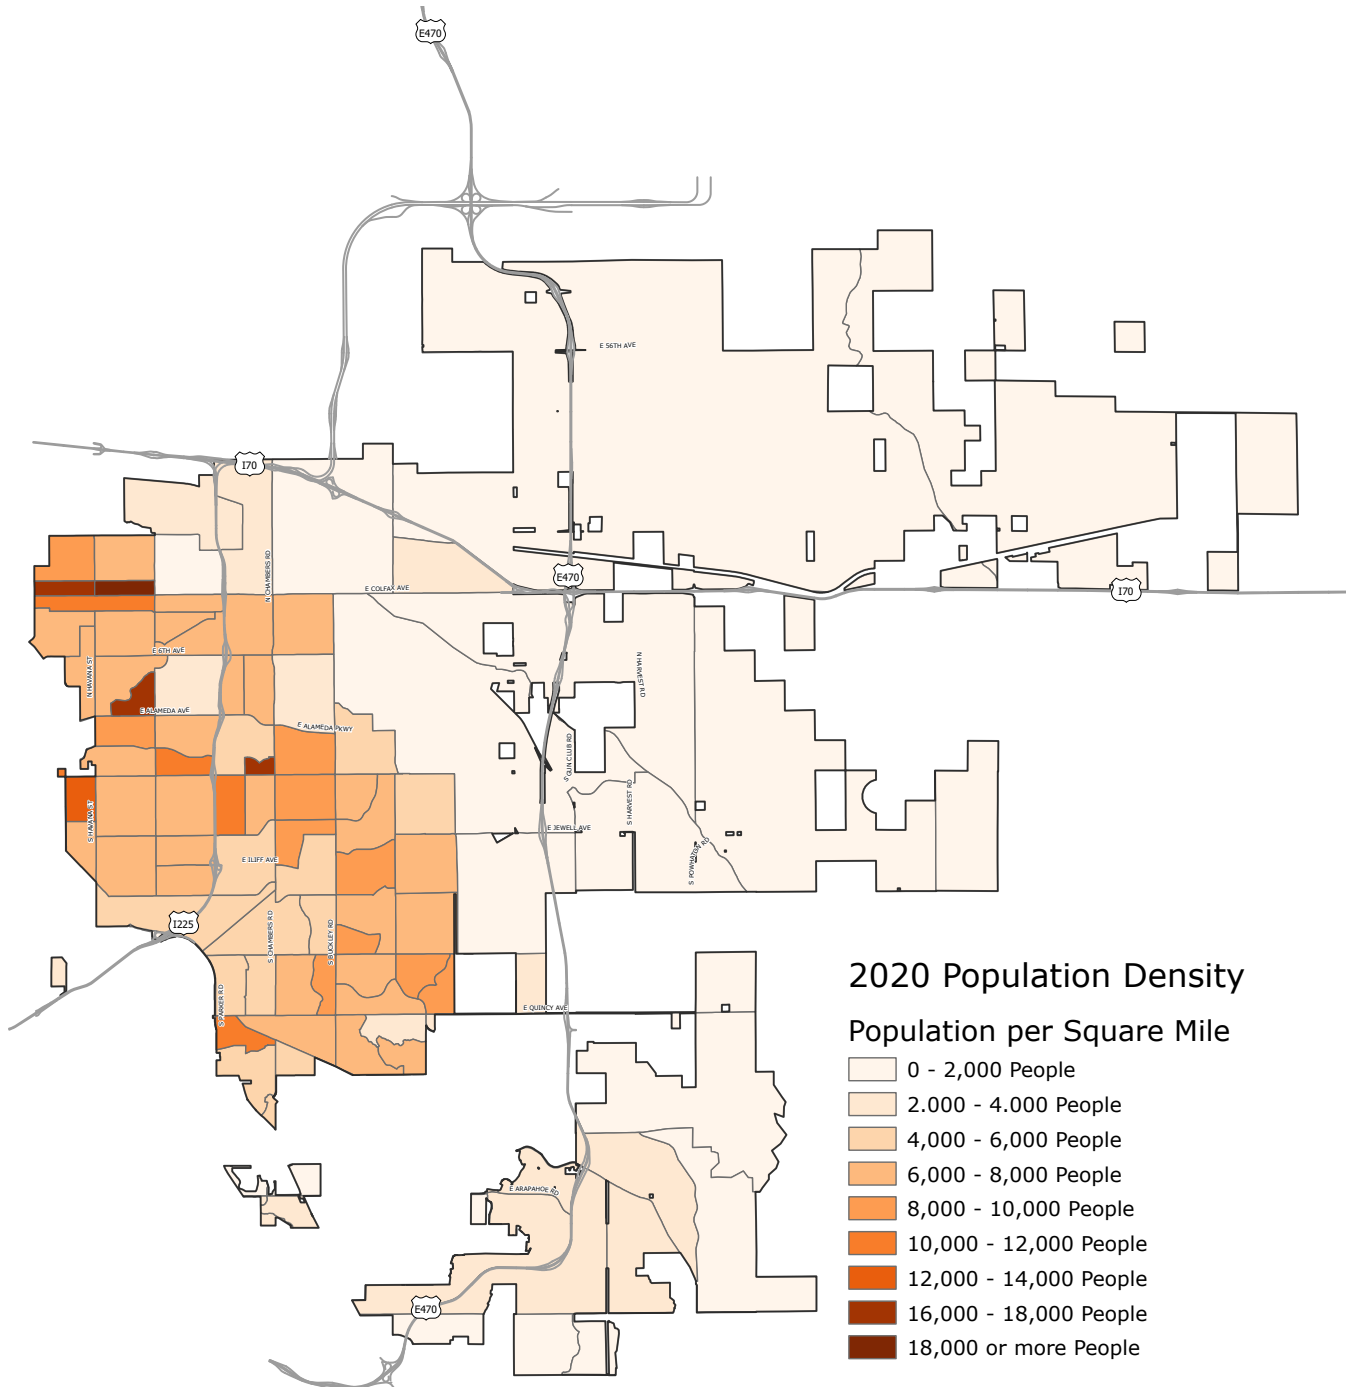 E470
E 56TH AVE
I70
N CHAMBERS RD
E470
E COLFAX AVE
I70
E 6TH AVE
N HAVANA ST
N HARVEST RD
E ALAMEDA AVE
E ALAMEDA PKWY
S GUN CLUB RD
S HARVEST RD
S HAVANA ST
E JEWELL AVE
E ILIFF AVE
S POWHATON RD
I225
S CHAMBERS RD
S BUCKLEY RD
S PARKER RD
E QUINCY AVE
E ARAPAHOE RD
E470
2020 Population Density
Population per Square Mile
0 - 2,000 People
2.000 - 4.000 People
4,000 - 6,000 People
6,000 - 8,000 People
8,000 - 10,000 People
10,000 - 12,000 People
12,000 - 14,000 People
16,000 - 18,000 People
18,000 or more People